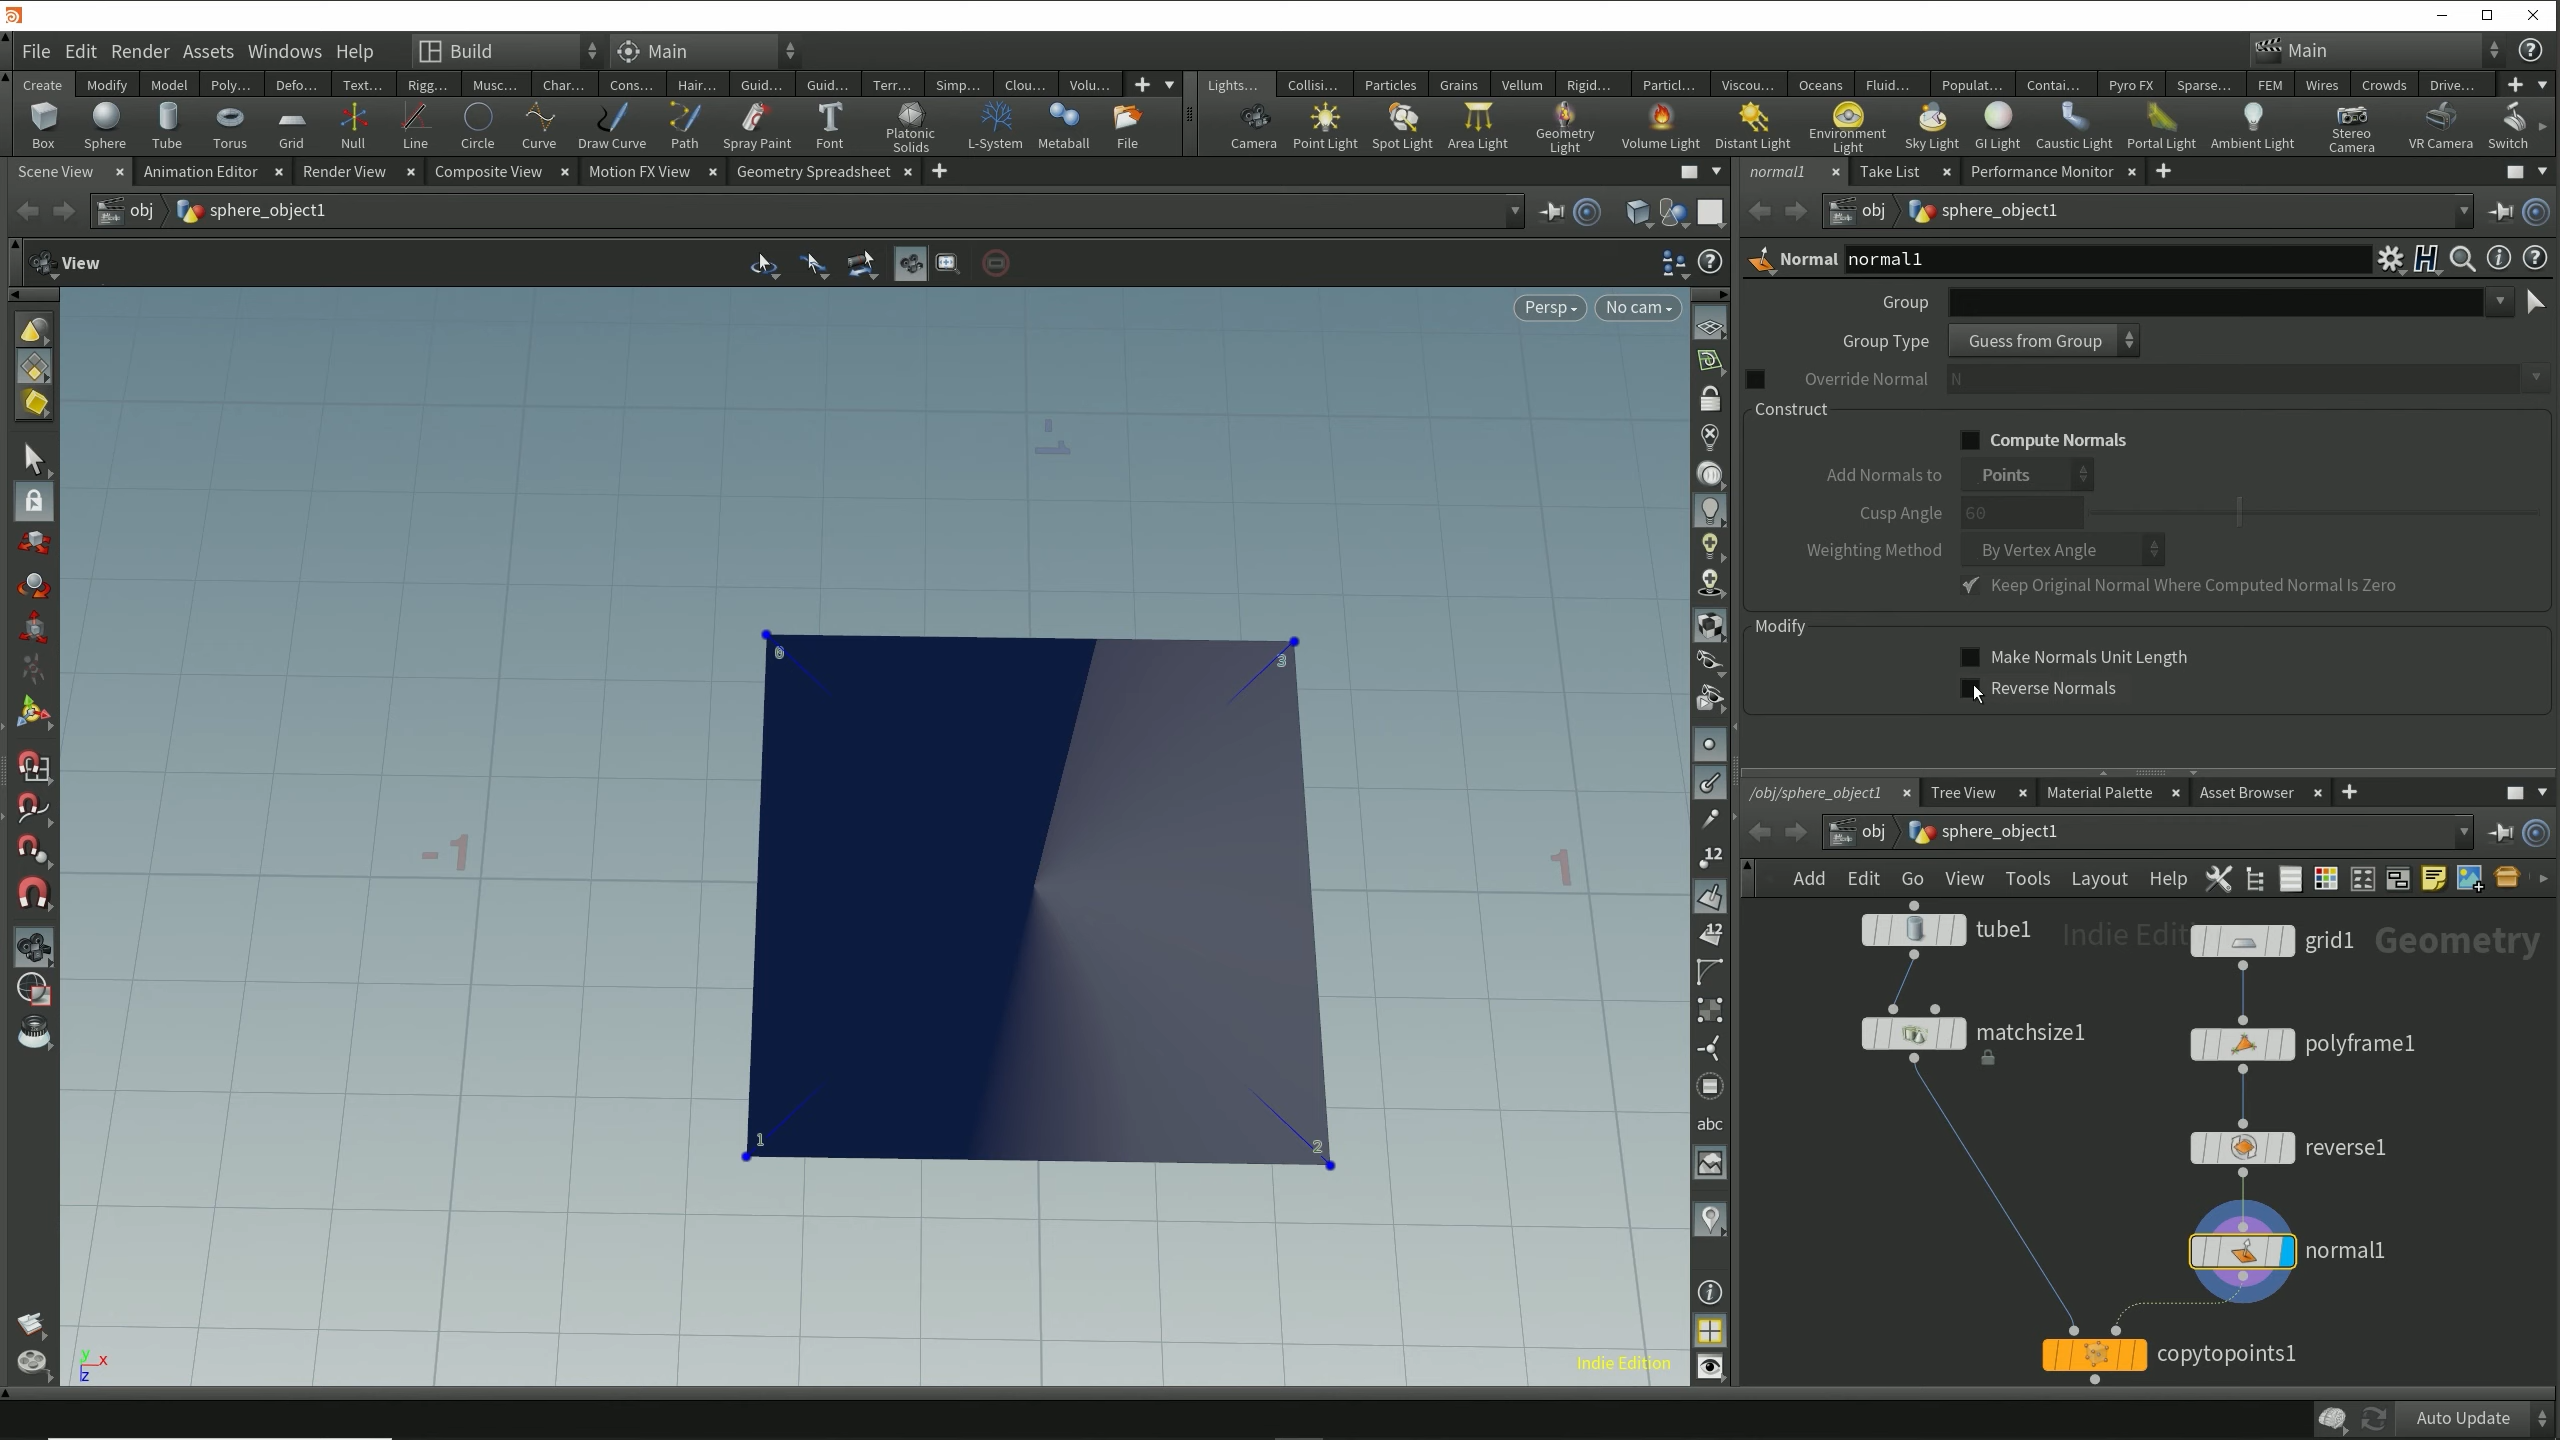 File Edit Render Assets Windows Help Build Main Main
Create Modify Model Poly... Defo... Text... Rigg... Musc... Char... Cons... Hair... Guid... Guid... Terr... Simp... Clou... Volu...
Lights... Collisi... Particles Grains Vellum Rigid... Particl... Viscou... Oceans Fluid... Populat... Contai... Pyro FX Sparse... FEM Wires Crowds Drive...
Box Sphere Tube Torus Grid Null Line Circle Curve Draw Curve Path Spray Paint Font Platonic Solids L-System Metaball File
Camera Point Light Spot Light Area Light Geometry Light Volume Light Distant Light Environment Light Sky Light GI Light Caustic Light Portal Light Ambient Light Stereo Camera VR Camera Switch
Scene View Animation Editor Render View Composite View Motion FX View Geometry Spreadsheet
obj sphere_object1
View
Persp No cam
-1
-1
1
0
3
1
2
y
x
z
Indie Edition
12
12
abc
normal1 Take List Performance Monitor
obj sphere_object1
Normal normal1
Group
Group Type Guess from Group
Override Normal N
Construct
Compute Normals
Add Normals to Points
Cusp Angle 60
Weighting Method By Vertex Angle
Keep Original Normal Where Computed Normal Is Zero
Modify
Make Normals Unit Length
Reverse Normals
/obj/sphere_object1 Tree View Material Palette Asset Browser
obj sphere_object1
Add Edit Go View Tools Layout Help
tube1 grid1 Geometry
matchsize1 polyframe1
reverse1
normal1
copytopoints1
Auto Update